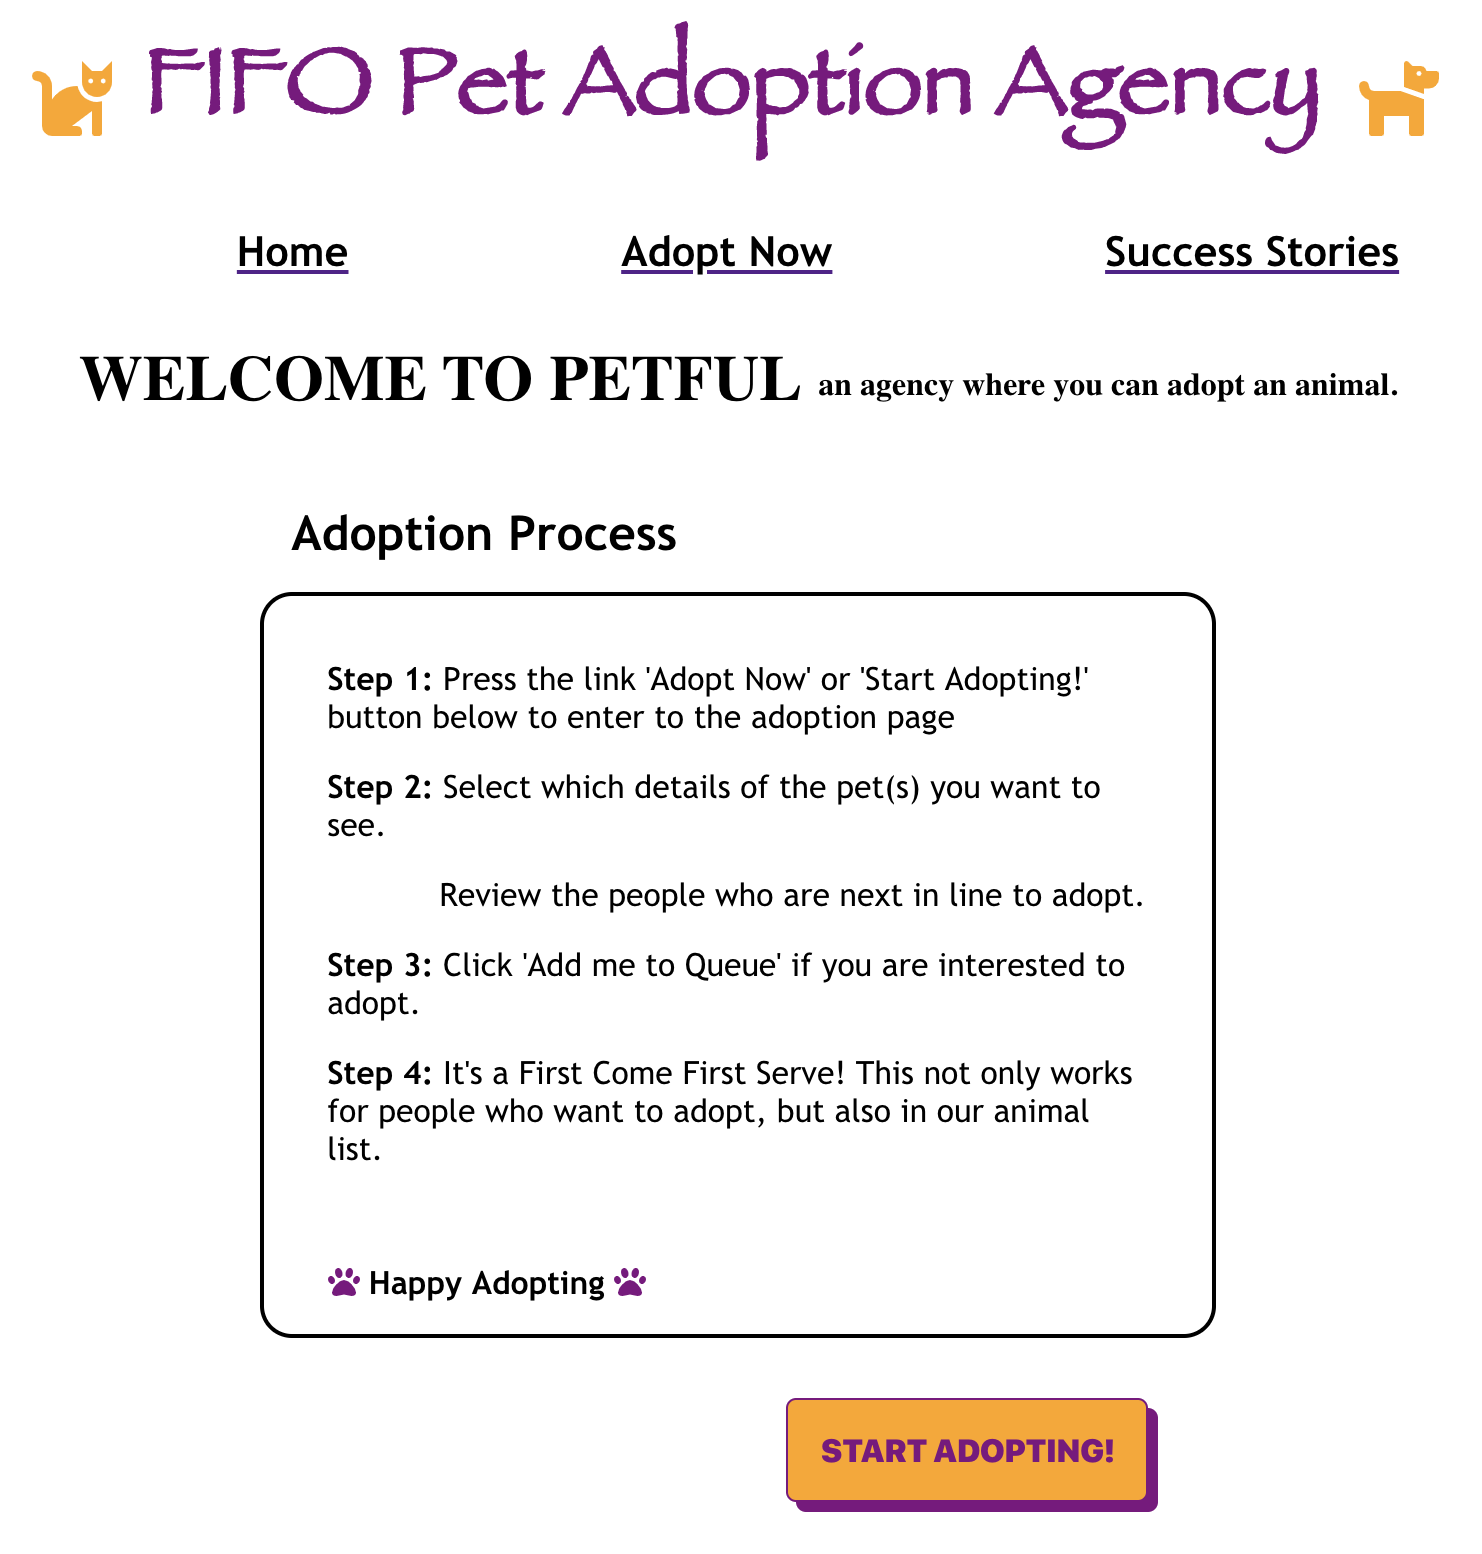 FIFO Pet Adoption Agency
Home
Adopt Now
Success Stories
WELCOME TO PETFUL an agency where you can adopt an animal.
Adoption Process
Step 1: Press the link 'Adopt Now' or 'Start Adopting!'
button below to enter to the adoption page
Step 2: Select which details of the pet(s) you want to
see.
Review the people who are next in line to adopt.
Step 3: Click 'Add me to Queue' if you are interested to
adopt.
Step 4: It's a First Come First Serve! This not only works
for people who want to adopt, but also in our animal
list.
Happy Adopting
START ADOPTING!